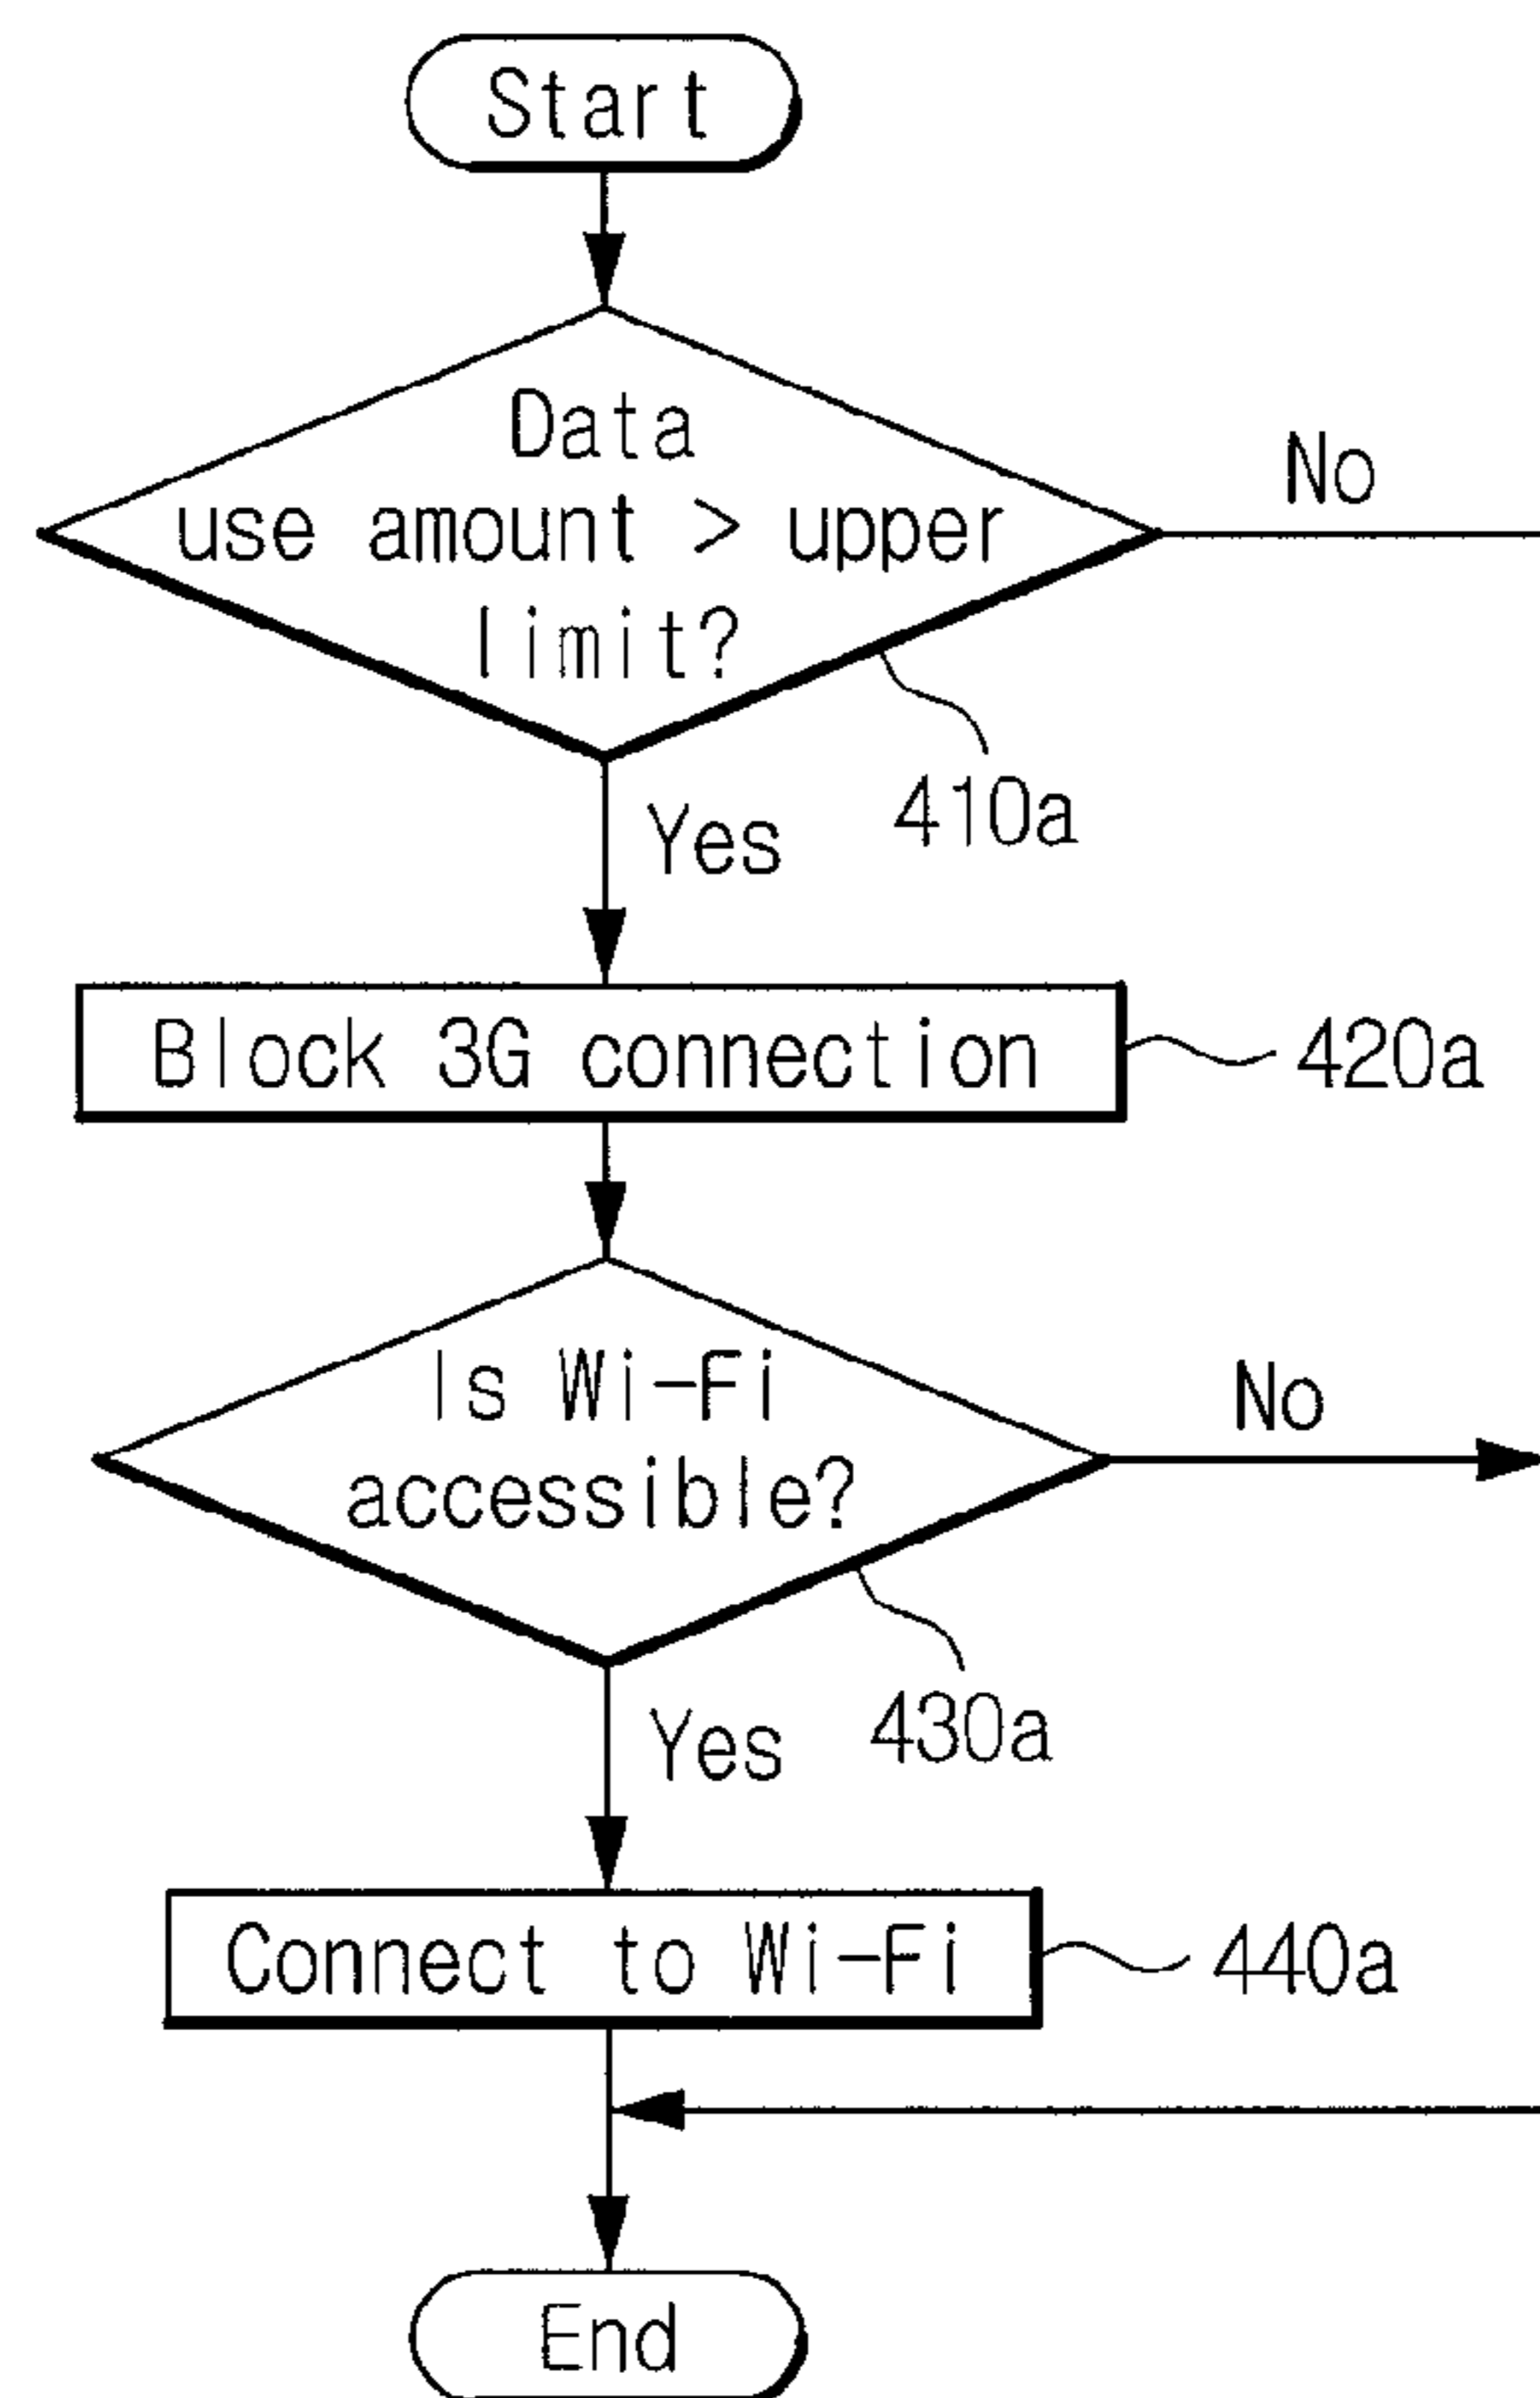 Start
Data
use amount > upper
limit?
No
410a
Yes
Block 3G connection
420a
Is Wi-Fi
accessible?
No
430a
Yes
Connect to Wi-Fi
440a
End